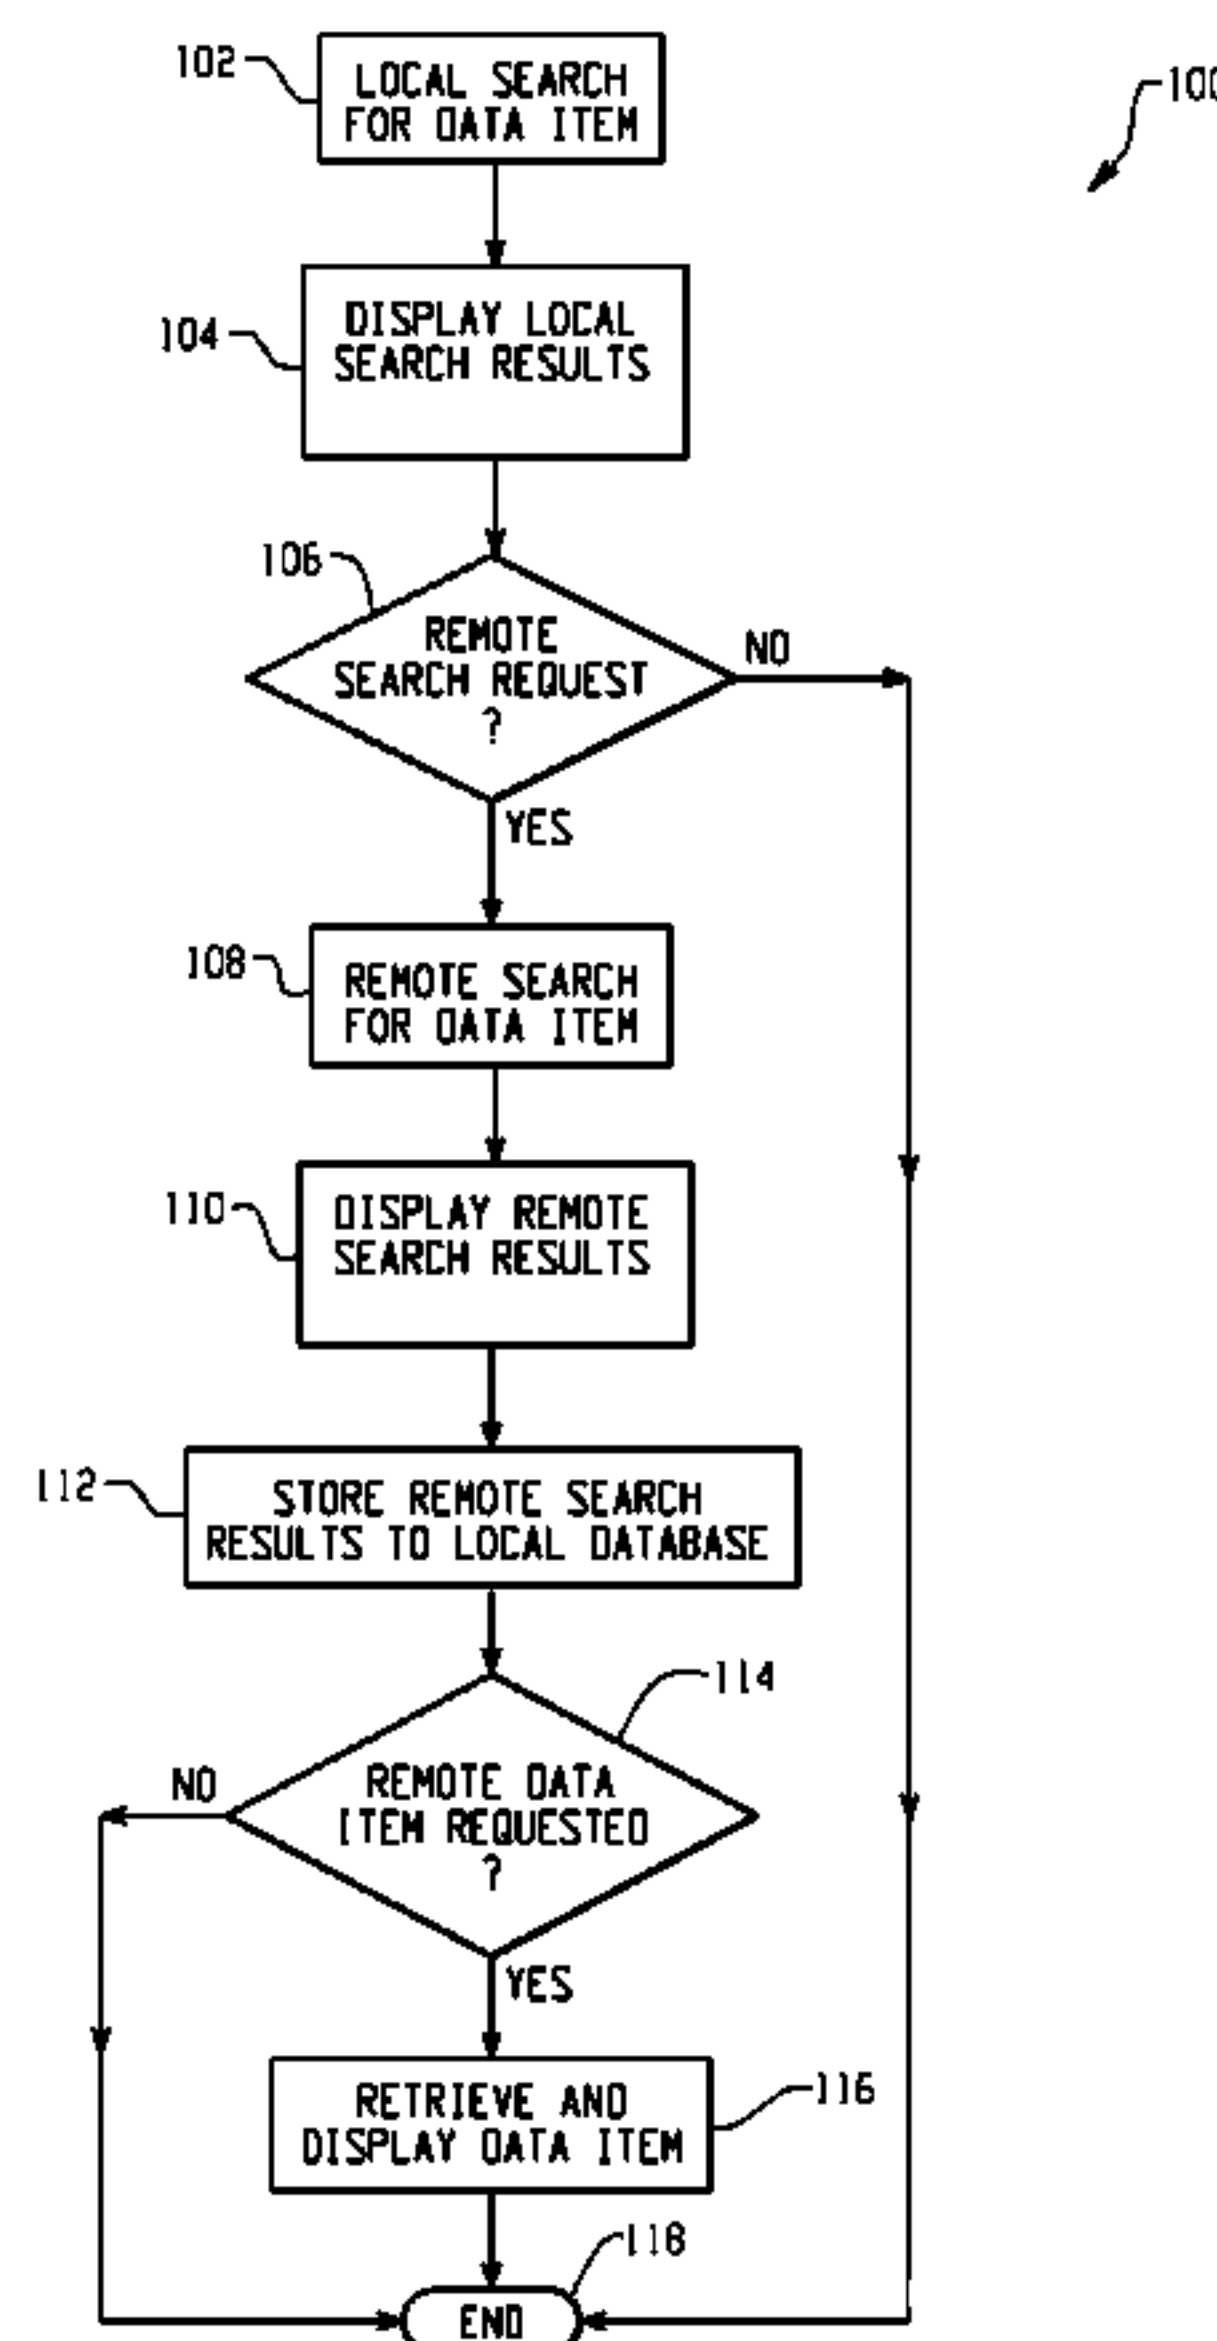 102
LOCAL SEARCH
FOR DATA ITEM
100
104
DISPLAY LOCAL
SEARCH RESULTS
106
REMOTE
SEARCH REQUEST
?
NO
YES
108
REMOTE SEARCH
FOR DATA ITEM
110
DISPLAY REMOTE
SEARCH RESULTS
112
STORE REMOTE SEARCH
RESULTS TO LOCAL DATABASE
114
NO
REMOTE DATA
ITEM REQUESTED
?
YES
116
RETRIEVE AND
DISPLAY DATA ITEM
118
END